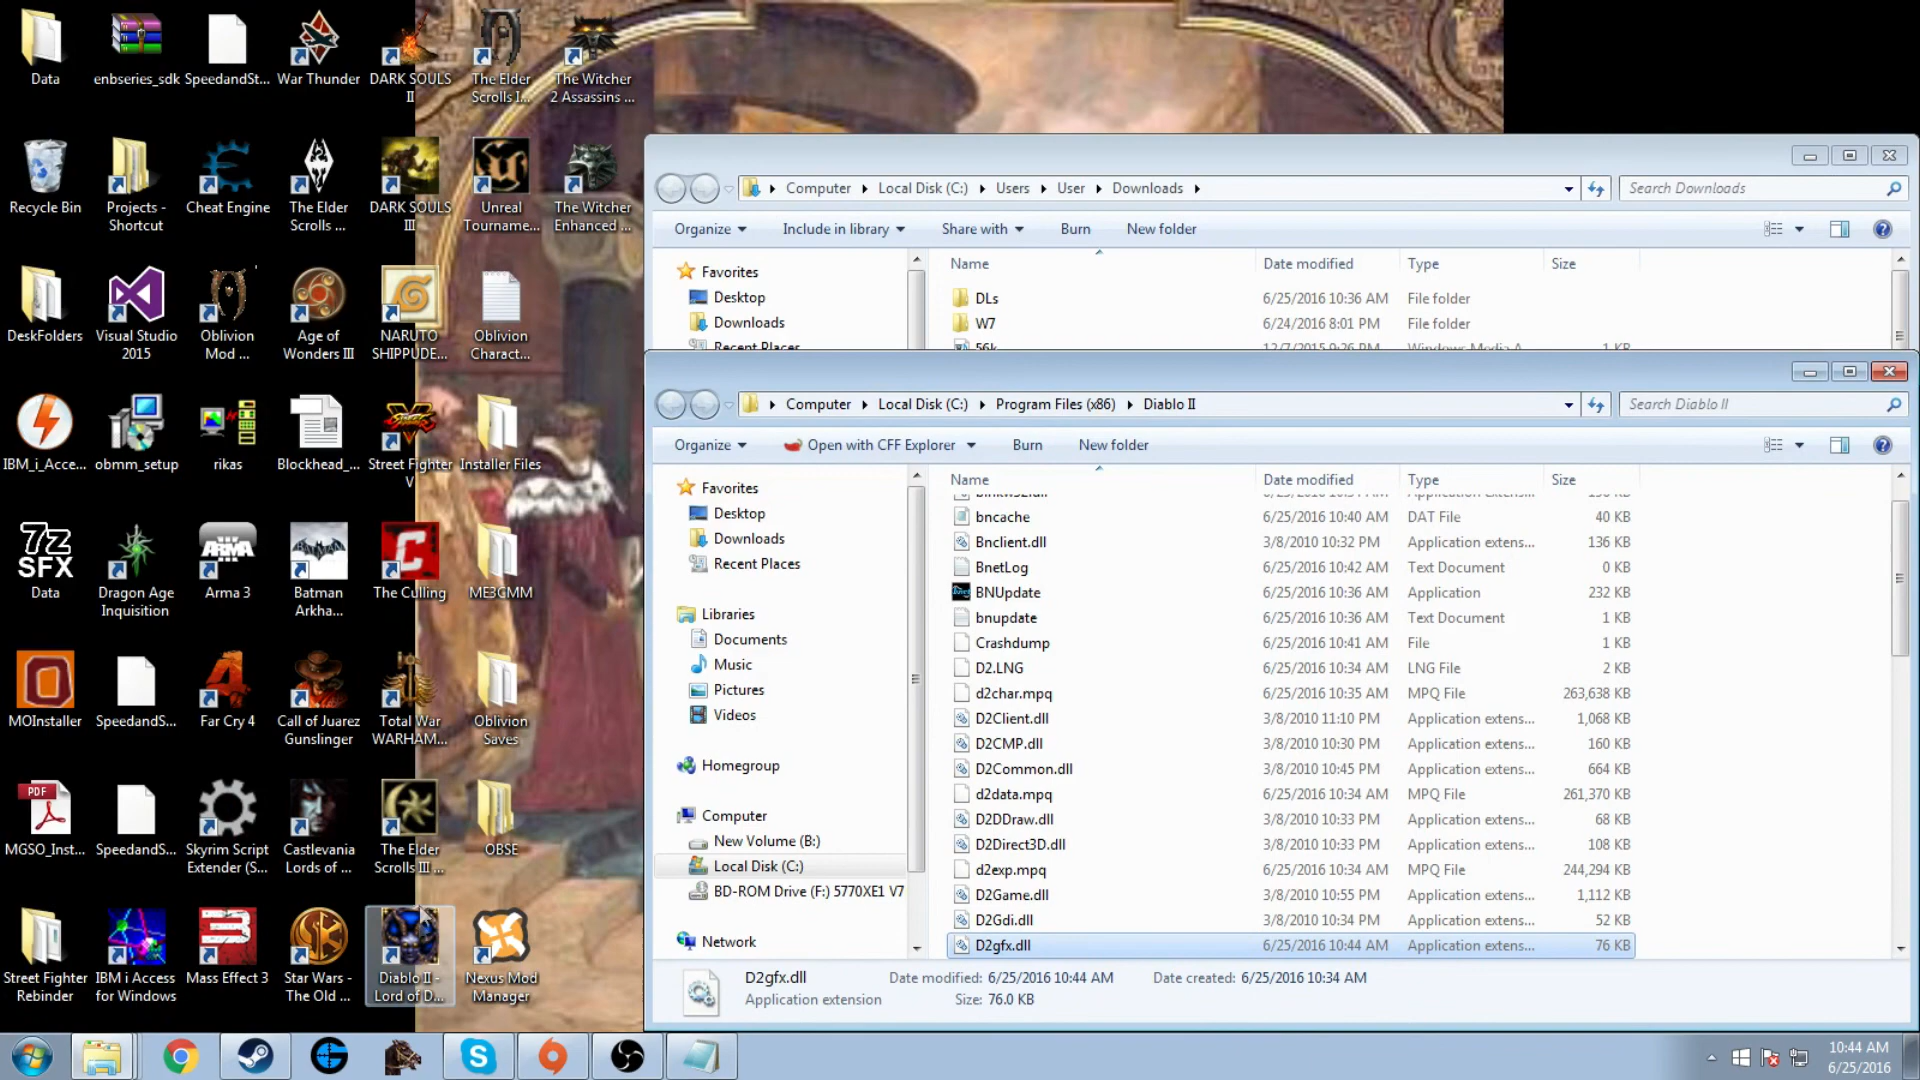 Data
enbseries_sdk
SpeedandSt...
War Thunder
DARK SOULS
II
The Elder
Scrolls I...
The Witcher
2 Assassins ...
Recycle Bin
Projects -
Shortcut
Cheat Engine
The Elder
Scrolls ...
DARK SOULS
III
Unreal
Tourname...
The Witcher
Enhanced ...
DeskFolders
Visual Studio
2015
Oblivion
Mod ...
Age of
Wonders III
NARUTO
SHIPPUDE...
Oblivion
Charact...
IBM_i_Acce...
obmm_setup
rikas
Blockhead_...
Street Fighter
V
Installer Files
7z
SFX
Data
Dragon Age
Inquisition
ARMA
Arma 3
BATMAN
Batman
Arkha...
The Culling
ME3CMM
MOInstaller
SpeedandS...
Far Cry 4
Call of Juarez
Gunslinger
Total War
WARHAM...
Oblivion
Saves
PDF
MGSO_Inst...
SpeedandS...
Skyrim Script
Extender (S...
Castlevania
Lords of ...
The Elder
Scrolls III ...
OBSE
Street Fighter
Rebinder
IBM i Access
for Windows
Mass Effect 3
Star Wars -
The Old ...
Diablo II -
Lord of D...
Nexus Mod
Manager
Computer
Local Disk (C:)
Users
User
Downloads
Search Downloads
Organize
Include in library
Share with
Burn
New folder
Favorites
Desktop
Downloads
Recent Places
Name
Date modified
Type
Size
DLs
6/25/2016 10:36 AM
File folder
W7
6/24/2016 8:01 PM
File folder
56k
12/7/2015 9:26 PM
Windows Media A...
1 KB
Computer
Local Disk (C:)
Program Files (x86)
Diablo II
Search Diablo II
Organize
Open with CFF Explorer
Burn
New folder
Favorites
Desktop
Downloads
Recent Places
Libraries
Documents
Music
Pictures
Videos
Homegroup
Computer
New Volume (B:)
Local Disk (C:)
BD-ROM Drive (F:) 5770XE1 V7
Network
Name
Date modified
Type
Size
bncache
6/25/2016 10:40 AM
DAT File
40 KB
Bnclient.dll
3/8/2010 10:32 PM
Application extens...
136 KB
BnetLog
6/25/2016 10:42 AM
Text Document
0 KB
BNUpdate
6/25/2016 10:36 AM
Application
232 KB
bnupdate
6/25/2016 10:36 AM
Text Document
1 KB
Crashdump
6/25/2016 10:41 AM
File
1 KB
D2.LNG
6/25/2016 10:34 AM
LNG File
2 KB
d2char.mpq
6/25/2016 10:35 AM
MPQ File
263,638 KB
D2Client.dll
3/8/2010 11:10 PM
Application extens...
1,068 KB
D2CMP.dll
3/8/2010 10:30 PM
Application extens...
160 KB
D2Common.dll
3/8/2010 10:45 PM
Application extens...
664 KB
d2data.mpq
6/25/2016 10:34 AM
MPQ File
261,370 KB
D2DDraw.dll
3/8/2010 10:33 PM
Application extens...
68 KB
D2Direct3D.dll
3/8/2010 10:33 PM
Application extens...
108 KB
d2exp.mpq
6/25/2016 10:34 AM
MPQ File
244,294 KB
D2Game.dll
3/8/2010 10:55 PM
Application extens...
1,112 KB
D2Gdi.dll
3/8/2010 10:34 PM
Application extens...
52 KB
D2gfx.dll
6/25/2016 10:44 AM
Application extens...
76 KB
D2gfx.dll
Date modified: 6/25/2016 10:44 AM
Date created: 6/25/2016 10:34 AM
Application extension
Size: 76.0 KB
10:44 AM
6/25/2016